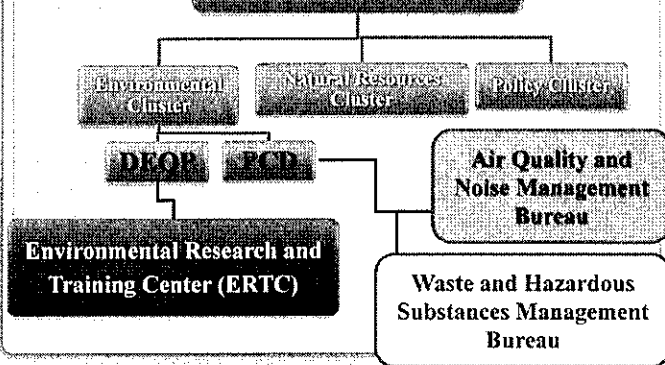 Environmental
Cluster
Natural Resources
Cluster
Policy Cluster
DEQP
PCD
Air Quality and
Noise Management
Bureau
Environmental Research and
Training Center (ERTC)
Waste and Hazardous
Substances Management
Bureau